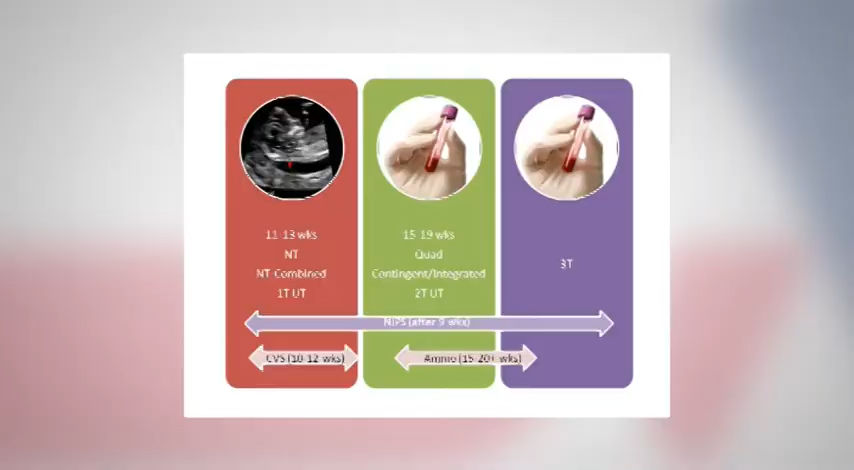 11-13 wks
NT
NT Combined
1T UT
15-19 wks
Quad
Contingent/Integrated
2T UT
3T
NIPS (after 9 wks)
CVS (10-12 wks)
Amnio (15-20+ wks)